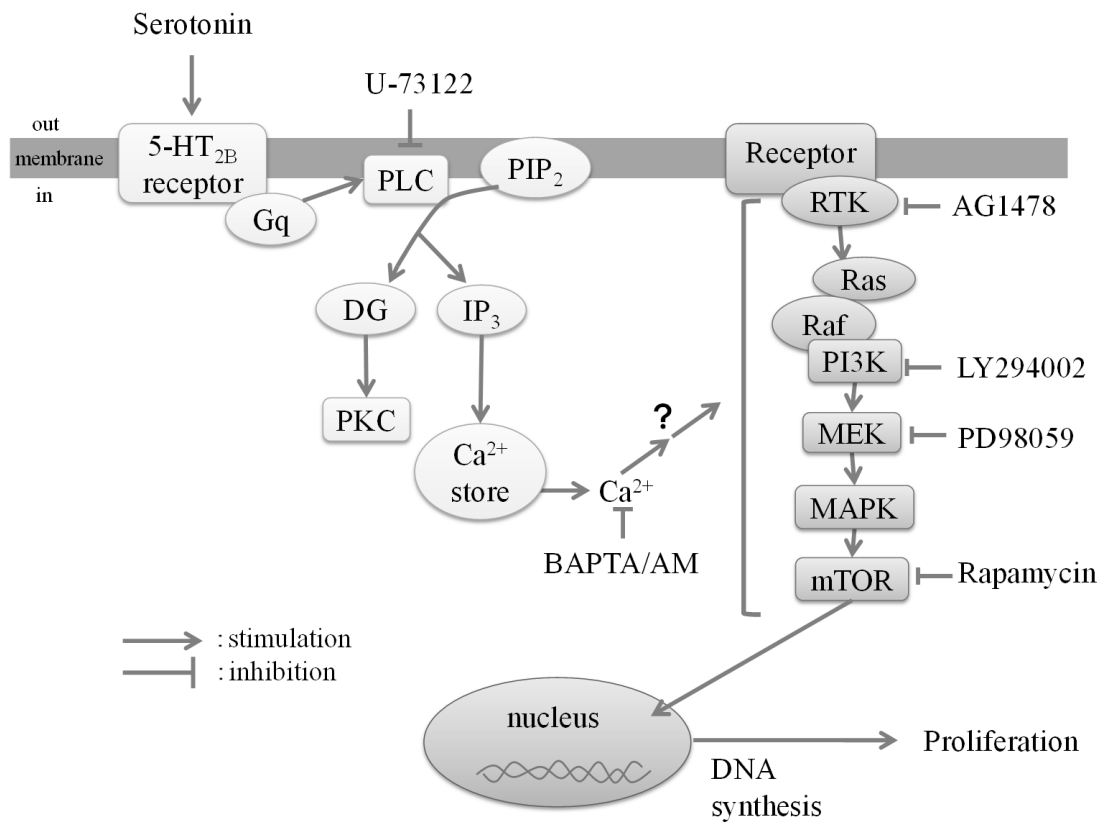 Serotonin
U-73122
out
membrane
in
5-HT2B
receptor
Gq
PLC
PIP2
Receptor
RTK
AG1478
Ras
Raf
DG
IP3
PI3K
LY294002
PKC
?
MEK
PD98059
Ca2+
store
Ca2+
MAPK
BAPTA/AM
mTOR
Rapamycin
: stimulation
: inhibition
nucleus
Proliferation
DNA
synthesis